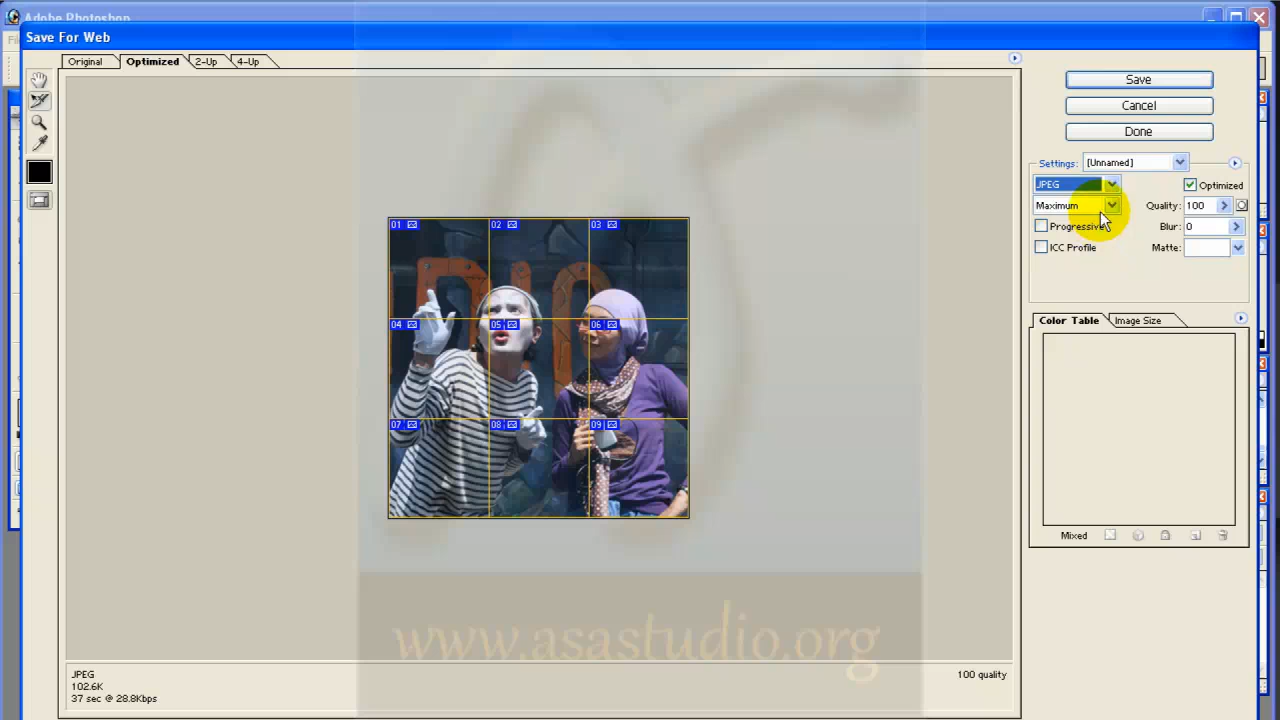 Adobe Photoshop
Save For Web
Original
Optimized
2-Up
4-Up
Save
Cancel
Done
Settings: [Unnamed]
JPEG
Optimized
Maximum
Quality: 100
Progressive
Blur: 0
ICC Profile
Matte:
Color Table
Image Size
01 02 03
DIO
04 05 06
07 08 09
Mixed
www.asastudio.org
JPEG
100 quality
102.6K
37 sec @ 28.8Kbps